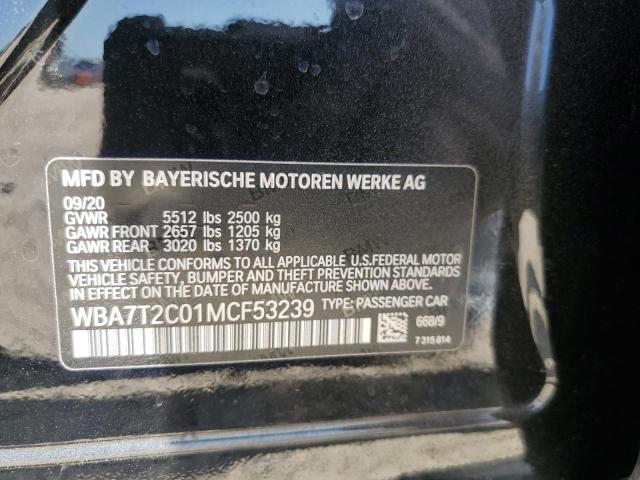 MFD BY BAYERISCHE MOTOREN WERKE AG
09/20
GVWR 5512 lbs 2500 kg
GAWR FRONT 2657 lbs 1205 kg
GAWR REAR 3020 lbs 1370 kg
THIS VEHICLE CONFORMS TO ALL APPLICABLE U.S.FEDERAL MOTOR
VEHICLE SAFETY, BUMPER AND THEFT PREVENTION STANDARDS
IN EFFECT ON THE DATE OF MANUFACTURE SHOWN ABOVE.
WBA7T2C01MCF53239 TYPE: PASSENGER CAR
668/9
7 315 814